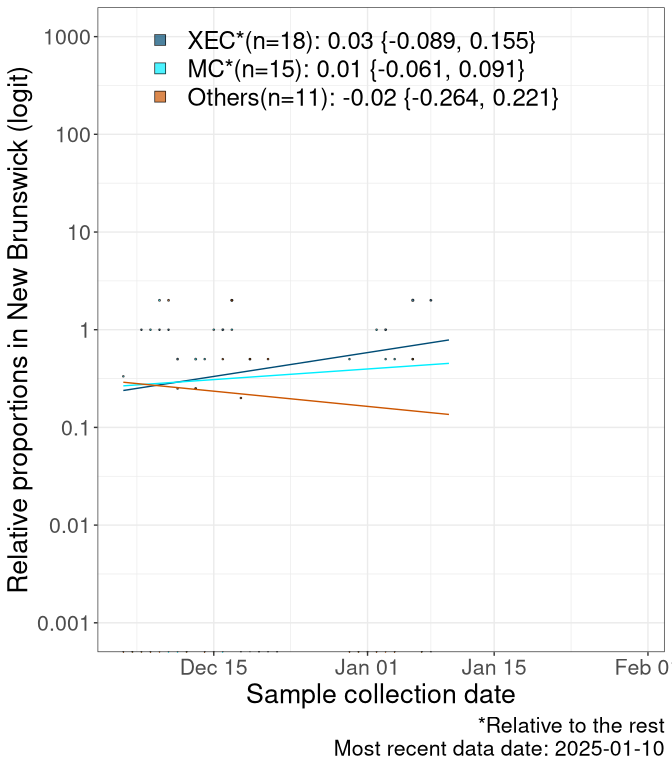 XEC*(n=18): 0.03 {-0.089, 0.155}
MC*(n=15): 0.01 {-0.061, 0.091}
Others(n=11): -0.02 {-0.264, 0.221}
Relative proportions in New Brunswick (logit)
1000
100
10
1
0.1
0.01
0.001
Dec 15
Jan 01
Jan 15
Feb 0
Sample collection date
*Relative to the rest
Most recent data date: 2025-01-10